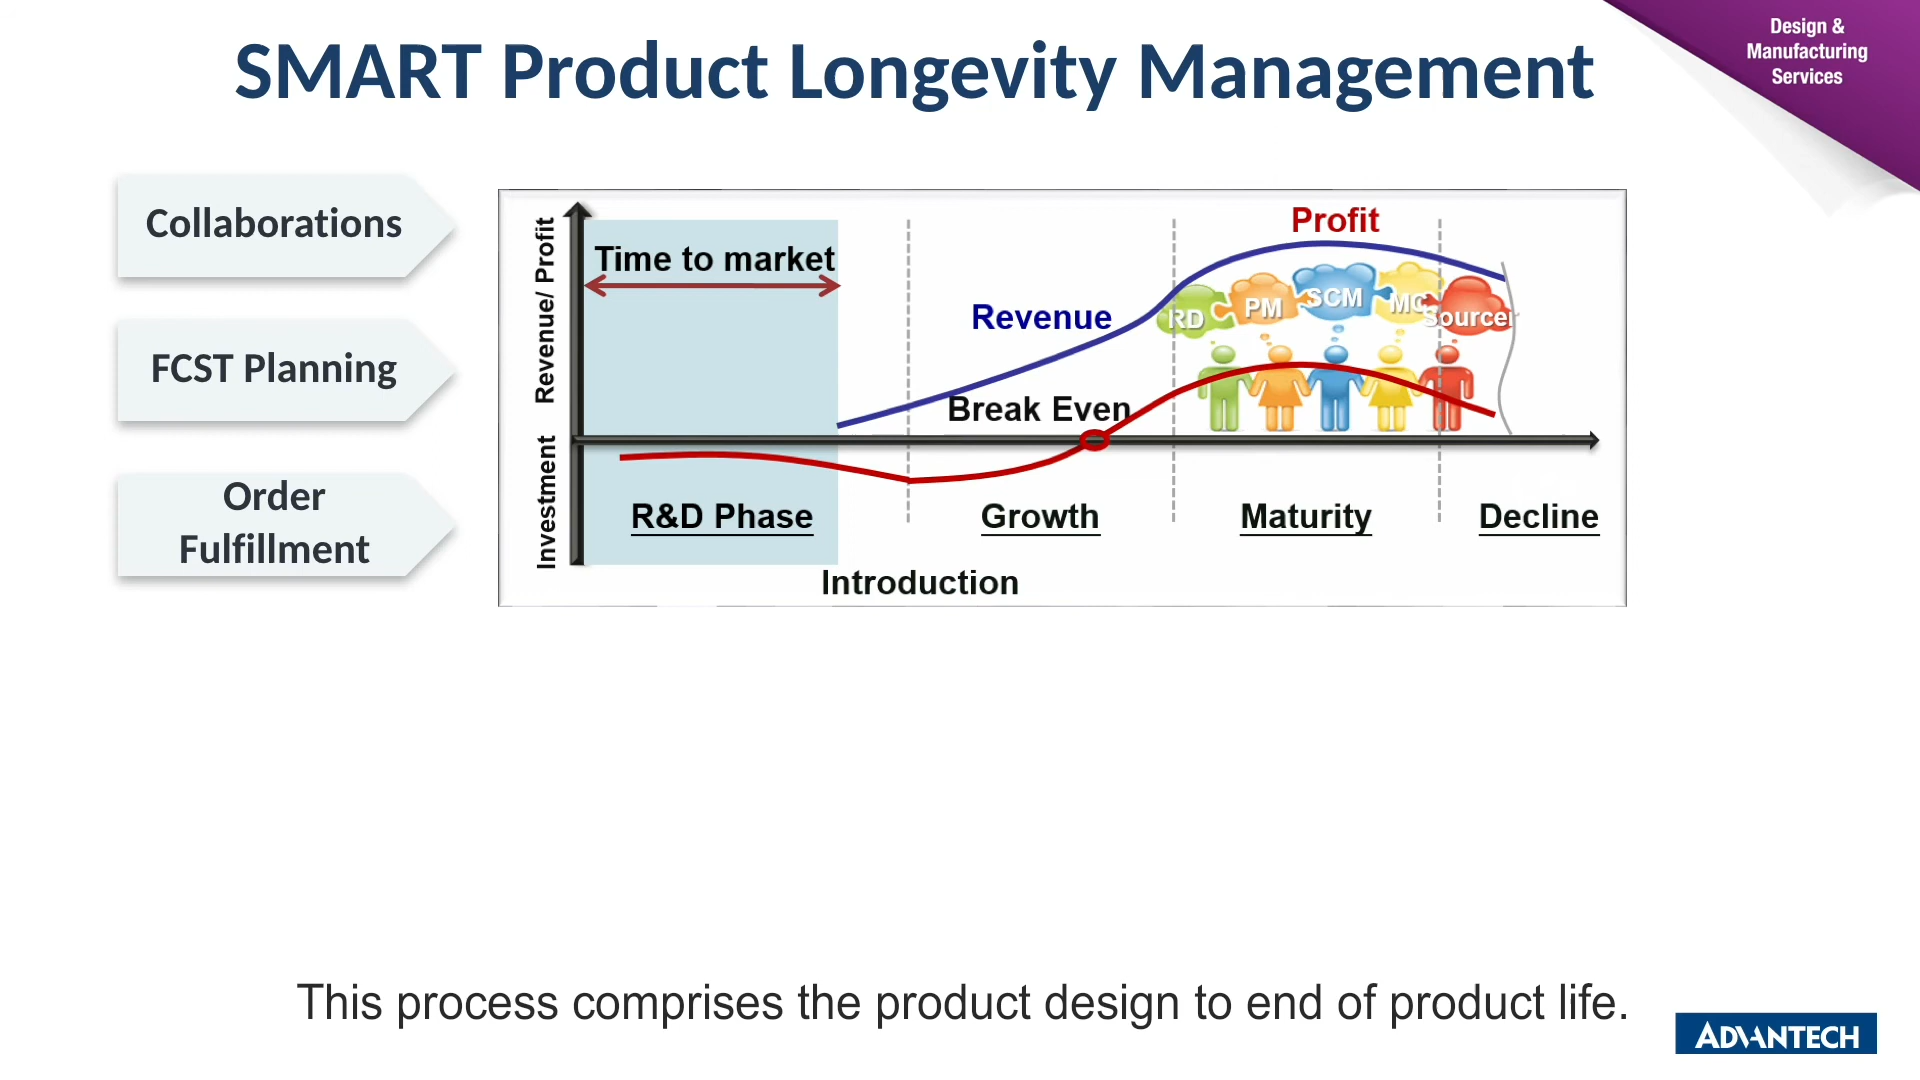 SMART Product Longevity Management
Design &
Manufacturing
Services
Collaborations
FCST Planning
Order
Fulfillment
Revenue/ Profit
Investment
Time to market
Profit
Revenue
RD
PM
SCM
MC
Sourcer
Break Even
R&D Phase
Growth
Maturity
Decline
Introduction
This process comprises the product design to end of product life.
ADVANTECH